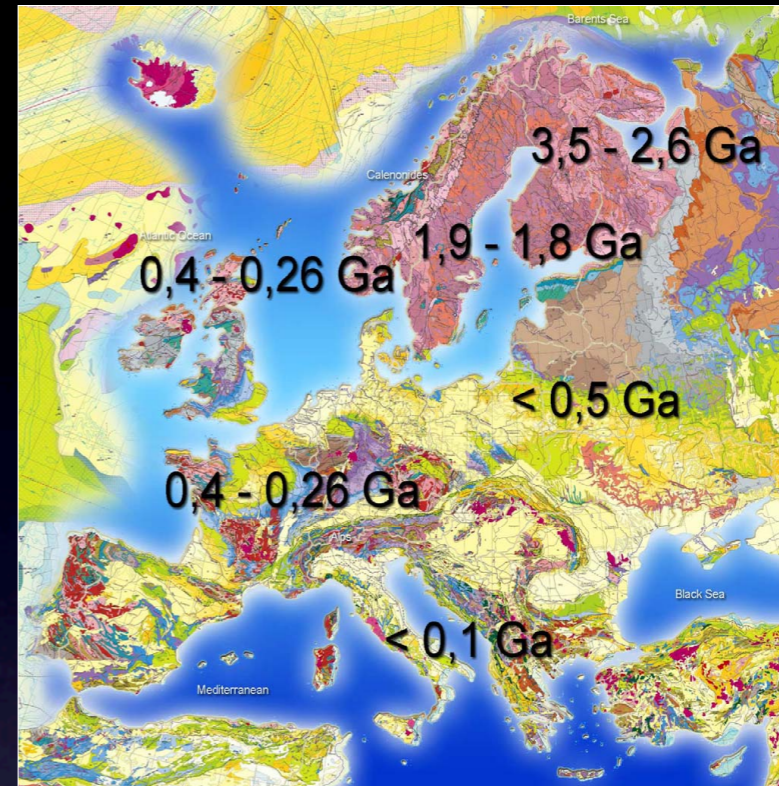 Barents Sea
3,5 - 2,6 Ga
Calenonides
Atlantic Ocean
1,9 - 1,8 Ga
0,4 - 0,26 Ga
< 0,5 Ga
0,4 - 0,26 Ga
Alps
Black Sea
< 0,1 Ga
Mediterranean